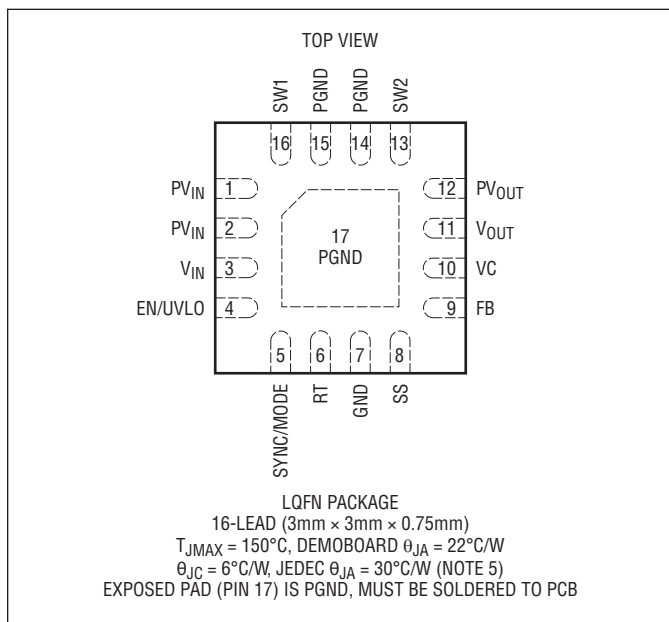 TOP VIEW
SW1
PGND
PGND
SW2
16
15
14
13
PVIN 1
12 PVOUT
PVIN 2
11 VOUT
17
PGND
VIN 3
10 VC
EN/UVLO 4
9 FB
5
6
7
8
SYNC/MODE
RT
GND
SS
LQFN PACKAGE
16-LEAD (3mm × 3mm × 0.75mm)
TJMAX = 150°C, DEMOBOARD θJA = 22°C/W
θJC = 6°C/W, JEDEC θJA = 30°C/W (NOTE 5)
EXPOSED PAD (PIN 17) IS PGND, MUST BE SOLDERED TO PCB